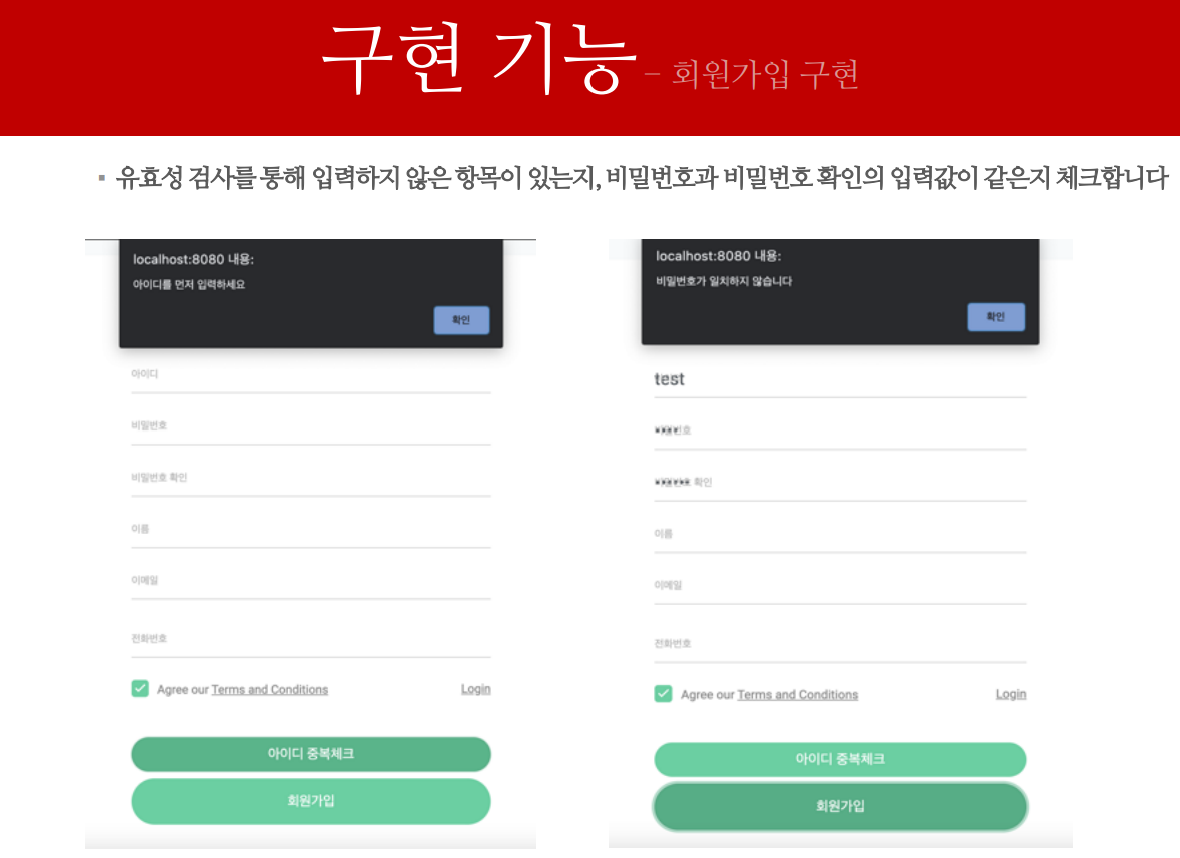 구현 기능 – 회원가입 구현
▪ 유효성 검사를 통해 입력하지 않은 항목이 있는지, 비밀번호과 비밀번호 확인의 입력값이 같은지 체크합니다
localhost:8080 내용:
아이디를 먼저 입력하세요
확인
아이디
비밀번호
비밀번호 확인
이름
이메일
전화번호
Agree our Terms and Conditions
Login
아이디 중복체크
회원가입
localhost:8080 내용:
비밀번호가 일치하지 않습니다
확인
test
확인
이름
이메일
전화번호
Agree our Terms and Conditions
Login
아이디 중복체크
회원가입